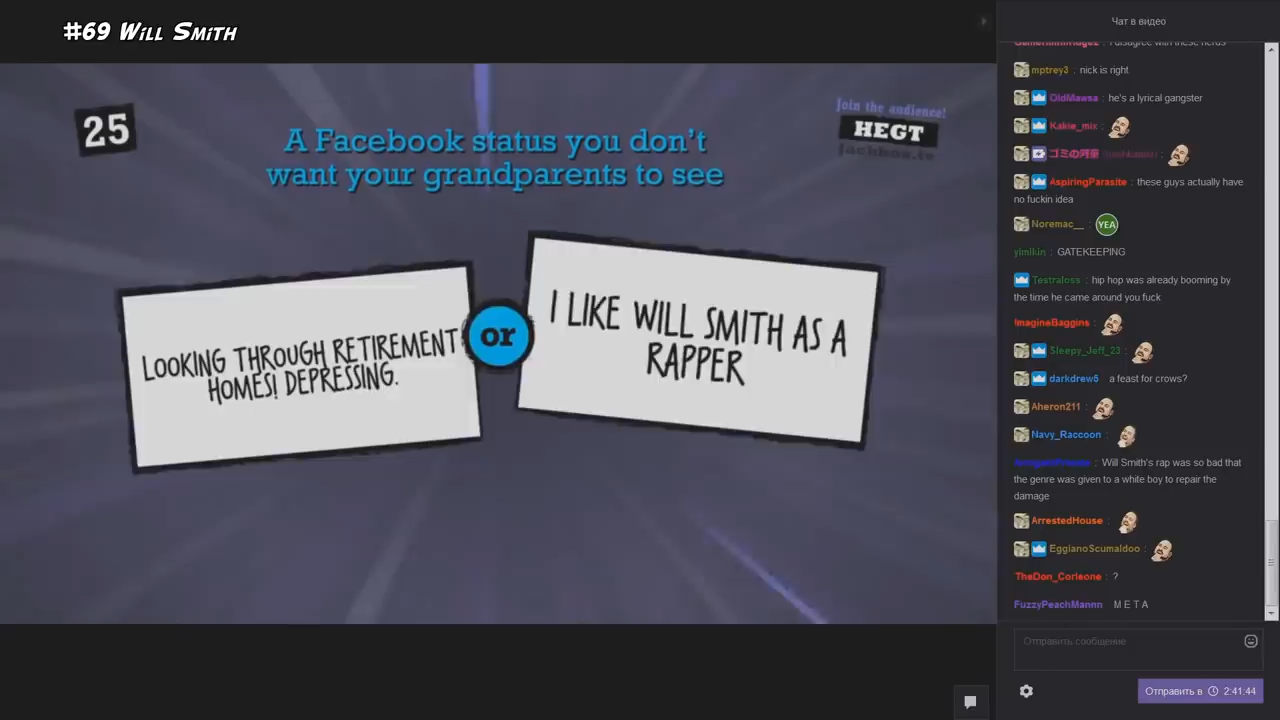 #69 Will Smith
25
A Facebook status you don't
want your grandparents to see
Join the audience!
HEGT
jackbox.tv
LOOKING THROUGH RETIREMENT
HOMES! DEPRESSING.
or
I LIKE WILL SMITH AS A
RAPPER
Чат в видео
: I disagree with these nerds
mptrey3 : nick is right
OldMawsa : he's a lyrical gangster
Kakie_mix :
ゴミの河童
AspiringParasite : these guys actually have
no fuckin idea
Noremac__ : YEA
yimikin : GATEKEEPING
Testraloss : hip hop was already booming by
the time he came around you fuck
ImagineBaggins :
Sleepy_Jeff_23 :
darkdrew5 a feast for crows?
Aheron211 :
Navy_Raccoon :
: Will Smith's rap was so bad that
the genre was given to a white boy to repair the
damage
ArrestedHouse :
EggianoScumaldoo :
TheDon_Corleone : ?
FuzzyPeachMannn M E T A
Отправить сообщение
Отправить в 2:41:44